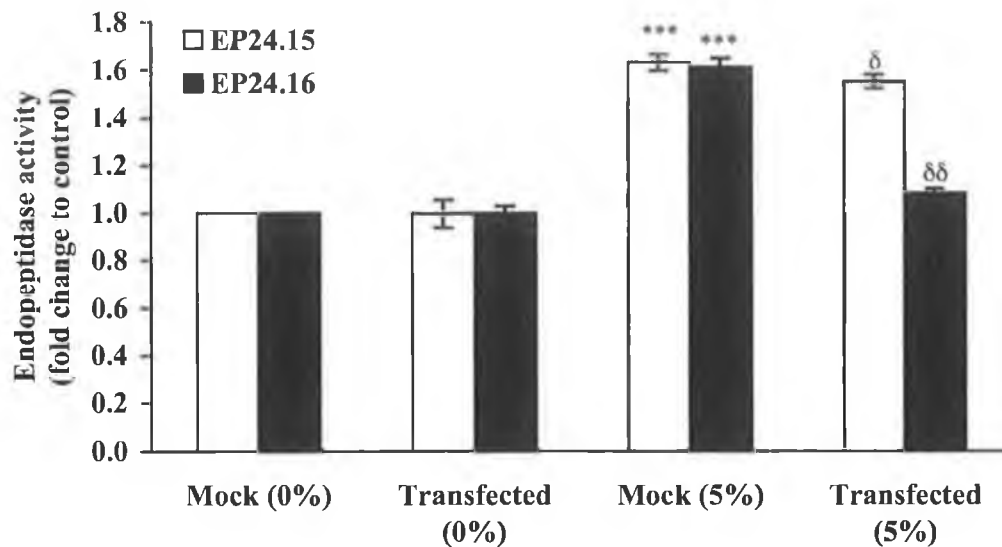 Endopeptidase activity
(fold change to control)
1.8
1.6
1.4
1.2
1.0
0.8
0.6
0.4
0.2
0.0
EP24.15
EP24.16
***
***
δ
δδ
Mock (0%)
Transfected
(0%)
Mock (5%)
Transfected
(5%)